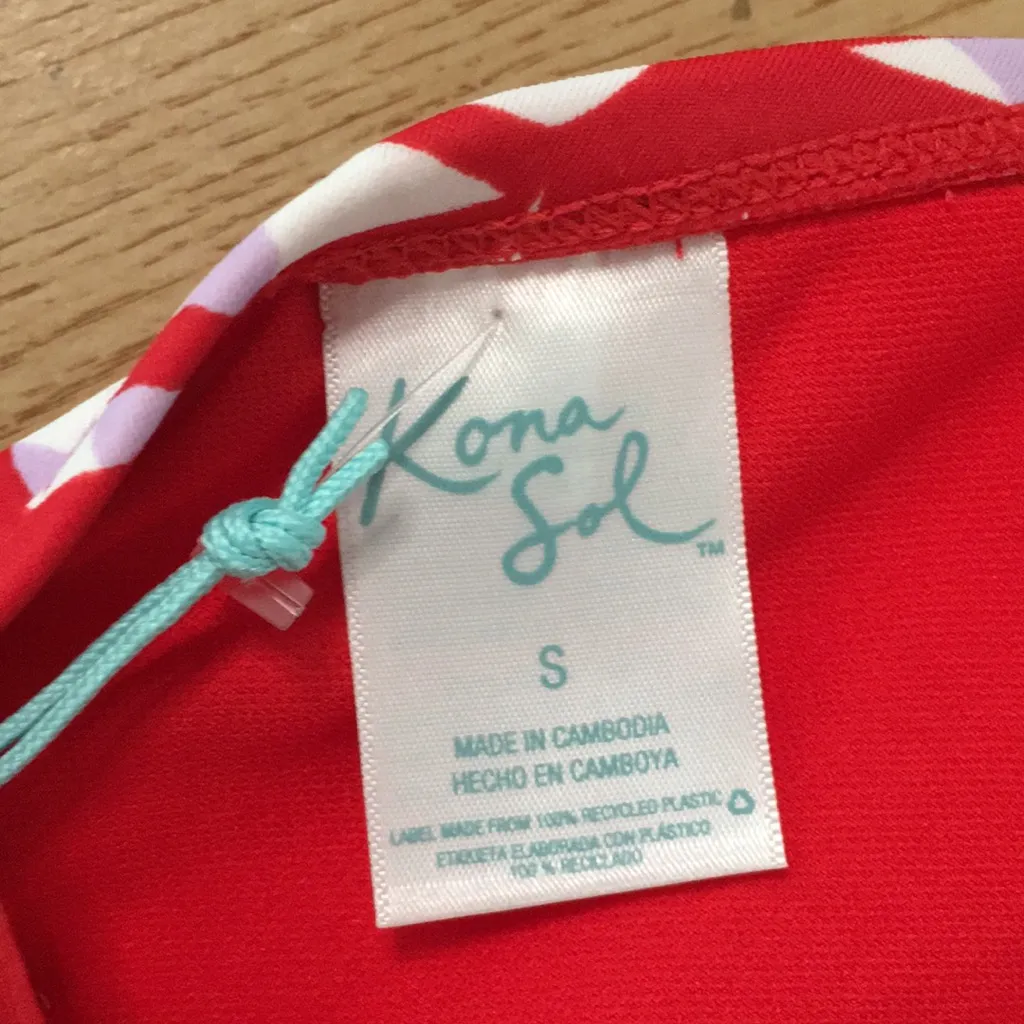 Kona
Sol
TM
S
MADE IN CAMBODIA
HECHO EN CAMBOYA
LABEL MADE FROM 100% RECYCLED PLASTIC
ETIQUETA ELABORADA CON PLÁSTICO
100 % RECICLADO